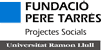 FUNDACIÓ
PERE TARRÉS
Projectes Socials
Universitat Ramon Llull